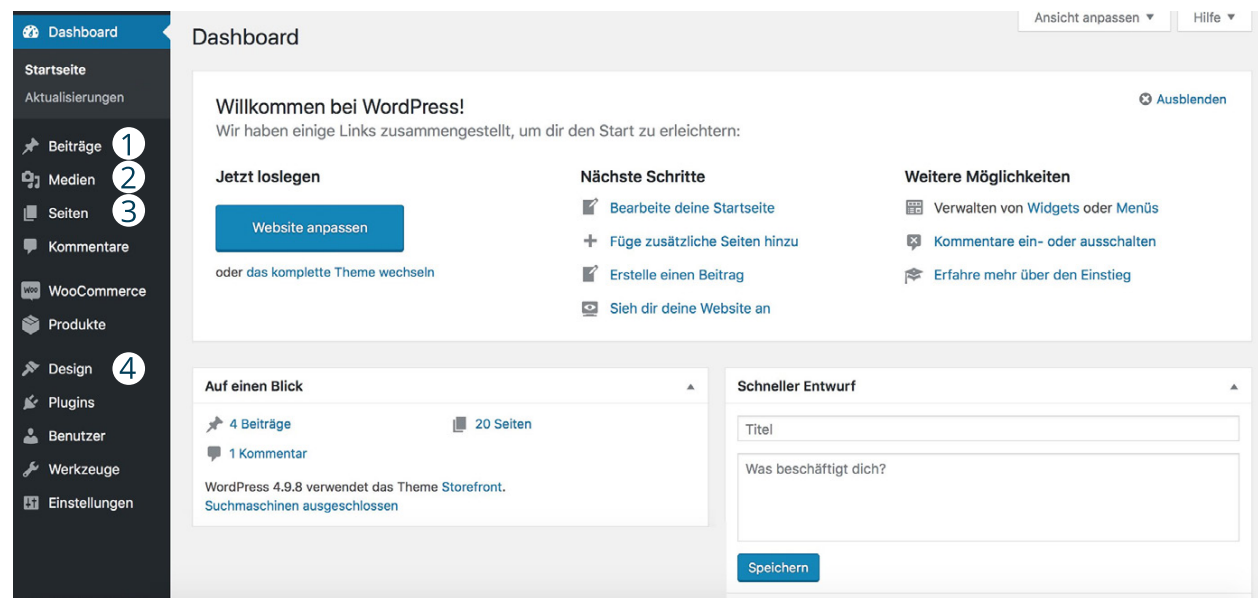 Dashboard
Startseite
Aktualisierungen
Beiträge 1
Medien 2
Seiten 3
Kommentare
Woo WooCommerce
Produkte
Design 4
Plugins
Benutzer
Werkzeuge
Einstellungen
Ansicht anpassen ▼ Hilfe ▼
Dashboard
Willkommen bei WordPress!
Ausblenden
Wir haben einige Links zusammengestellt, um dir den Start zu erleichtern:
Jetzt loslegen
Website anpassen
oder das komplette Theme wechseln
Nächste Schritte
Bearbeite deine Startseite
Füge zusätzliche Seiten hinzu
Erstelle einen Beitrag
Sieh dir deine Website an
Weitere Möglichkeiten
Verwalten von Widgets oder Menüs
Kommentare ein- oder ausschalten
Erfahre mehr über den Einstieg
Auf einen Blick
4 Beiträge 20 Seiten
1 Kommentar
WordPress 4.9.8 verwendet das Theme Storefront.
Suchmaschinen ausgeschlossen
Schneller Entwurf
Titel
Was beschäftigt dich?
Speichern